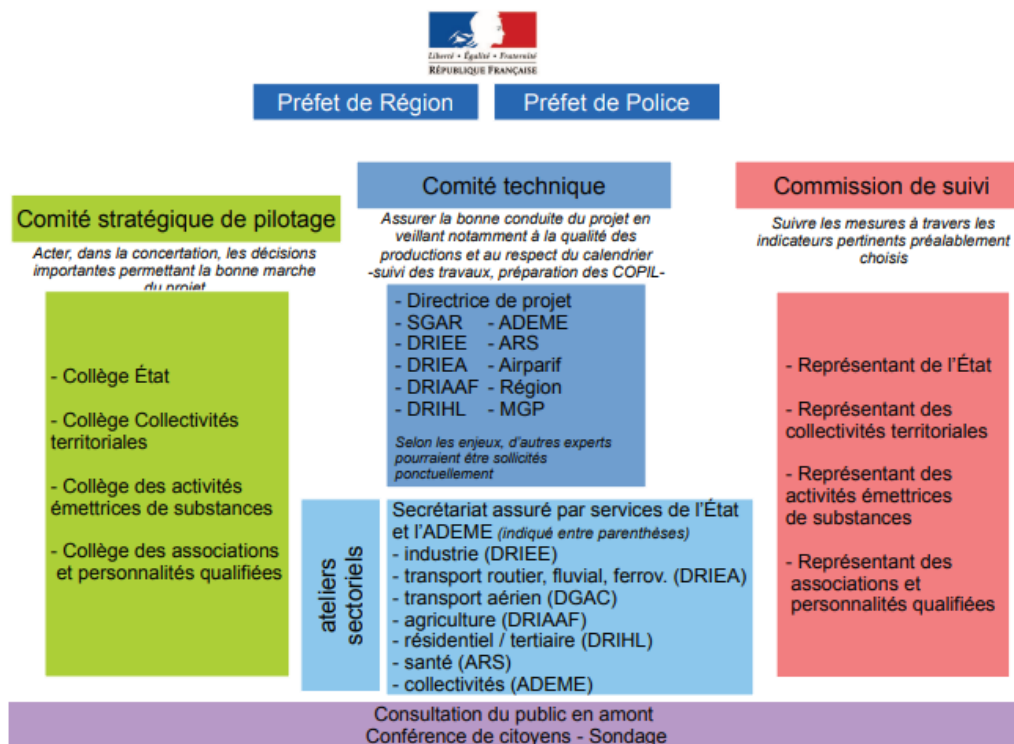 Liberté • Égalité • Fraternité
RÉPUBLIQUE FRANÇAISE
Préfet de Région
Préfet de Police
Comité stratégique de pilotage
Acter, dans la concertation, les décisions
importantes permettant la bonne marche
du projet
- Collège État
- Collège Collectivités
territoriales
- Collège des activités
émettrices de substances
- Collège des associations
et personnalités qualifiées
Comité technique
Assurer la bonne conduite du projet en
veillant notamment à la qualité des
productions et au respect du calendrier
-suivi des travaux, préparation des COPIL-
- Directrice de projet
- SGAR - ADEME
- DRIEE - ARS
- DRIEA - Airparif
- DRIAAF - Région
- DRIHL - MGP
Selon les enjeux, d'autres experts
pourraient être sollicités
ponctuellement
ateliers
sectoriels
Secrétariat assuré par services de l'État
et l'ADEME (indiqué entre parenthèses)
- industrie (DRIEE)
- transport routier, fluvial, ferrov. (DRIEA)
- transport aérien (DGAC)
- agriculture (DRIAAF)
- résidentiel / tertiaire (DRIHL)
- santé (ARS)
- collectivités (ADEME)
Commission de suivi
Suivre les mesures à travers les
indicateurs pertinents préalablement
choisis
- Représentant de l'État
- Représentant des
collectivités territoriales
- Représentant des
activités émettrices
de substances
- Représentant des
associations et
personnalités qualifiées
Consultation du public en amont
Conférence de citoyens - Sondage